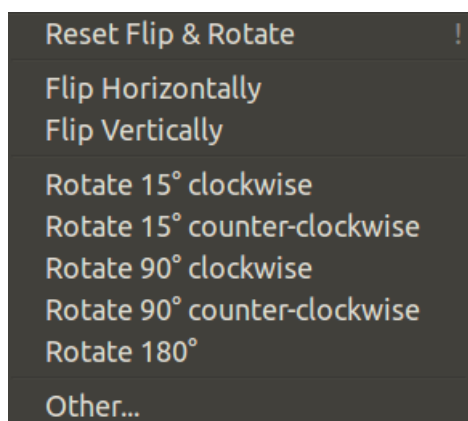 Reset Flip & Rotate !
Flip Horizontally
Flip Vertically
Rotate 15° clockwise
Rotate 15° counter-clockwise
Rotate 90° clockwise
Rotate 90° counter-clockwise
Rotate 180°
Other...